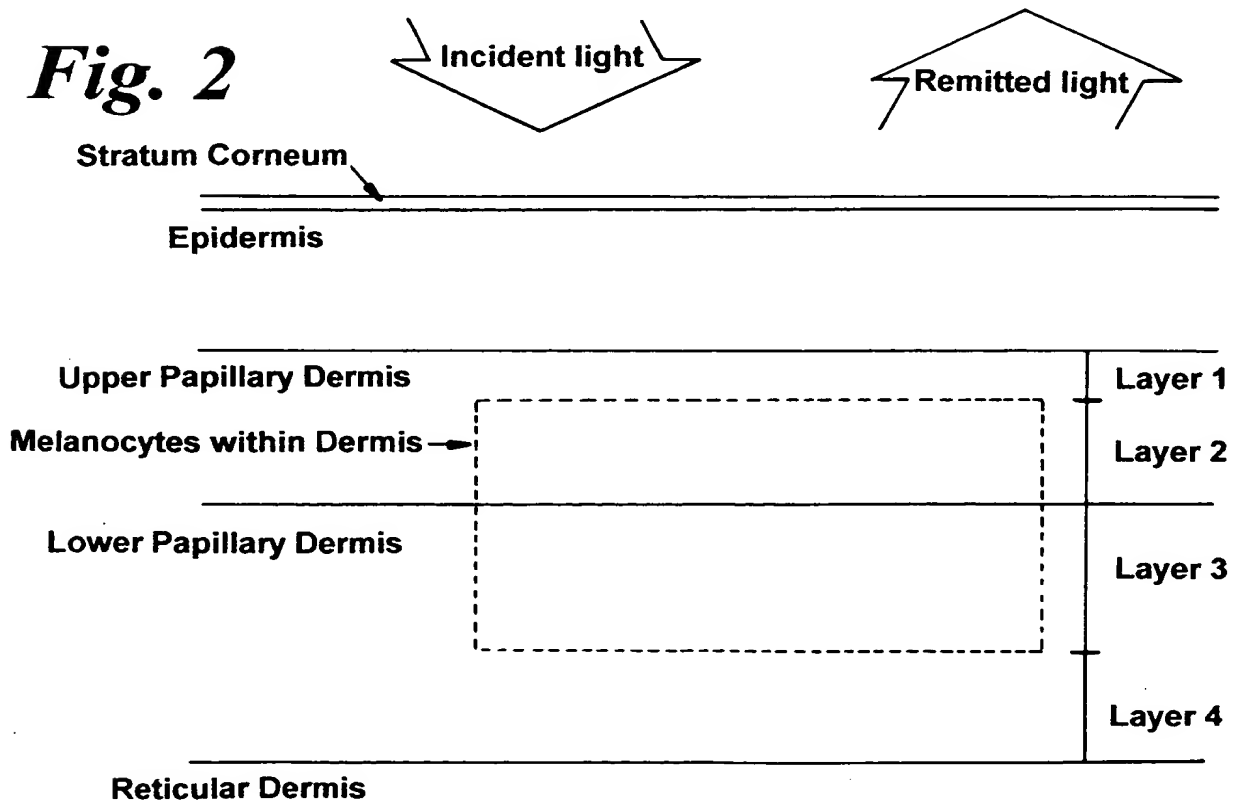 Fig. 2
Incident light
Remitted light
Stratum Corneum
Epidermis
Upper Papillary Dermis
Layer 1
Melanocytes within Dermis
Layer 2
Lower Papillary Dermis
Layer 3
Layer 4
Reticular Dermis